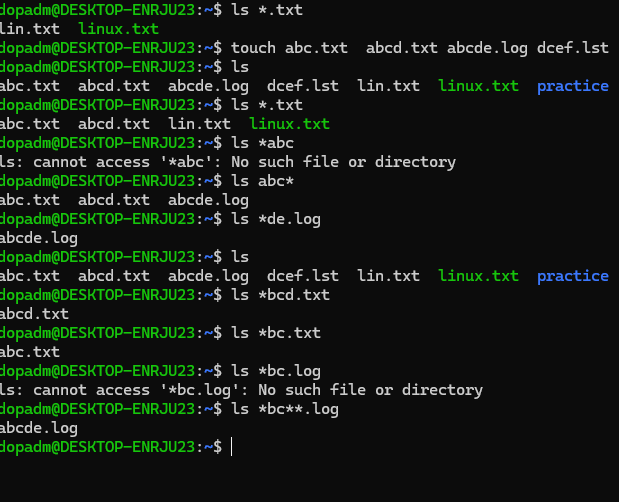 dopadm@DESKTOP-ENRJU23:~$ ls *.txt
lin.txt  linux.txt
dopadm@DESKTOP-ENRJU23:~$ touch abc.txt  abcd.txt abcde.log dcef.lst
dopadm@DESKTOP-ENRJU23:~$ ls
abc.txt  abcd.txt  abcde.log  dcef.lst  lin.txt  linux.txt  practice
dopadm@DESKTOP-ENRJU23:~$ ls *.txt
abc.txt  abcd.txt  lin.txt  linux.txt
dopadm@DESKTOP-ENRJU23:~$ ls *abc
ls: cannot access '*abc': No such file or directory
dopadm@DESKTOP-ENRJU23:~$ ls abc*
abc.txt  abcd.txt  abcde.log
dopadm@DESKTOP-ENRJU23:~$ ls *de.log
abcde.log
dopadm@DESKTOP-ENRJU23:~$ ls
abc.txt  abcd.txt  abcde.log  dcef.lst  lin.txt  linux.txt  practice
dopadm@DESKTOP-ENRJU23:~$ ls *bcd.txt
abcd.txt
dopadm@DESKTOP-ENRJU23:~$ ls *bc.txt
abc.txt
dopadm@DESKTOP-ENRJU23:~$ ls *bc.log
ls: cannot access '*bc.log': No such file or directory
dopadm@DESKTOP-ENRJU23:~$ ls *bc**.log
abcde.log
dopadm@DESKTOP-ENRJU23:~$